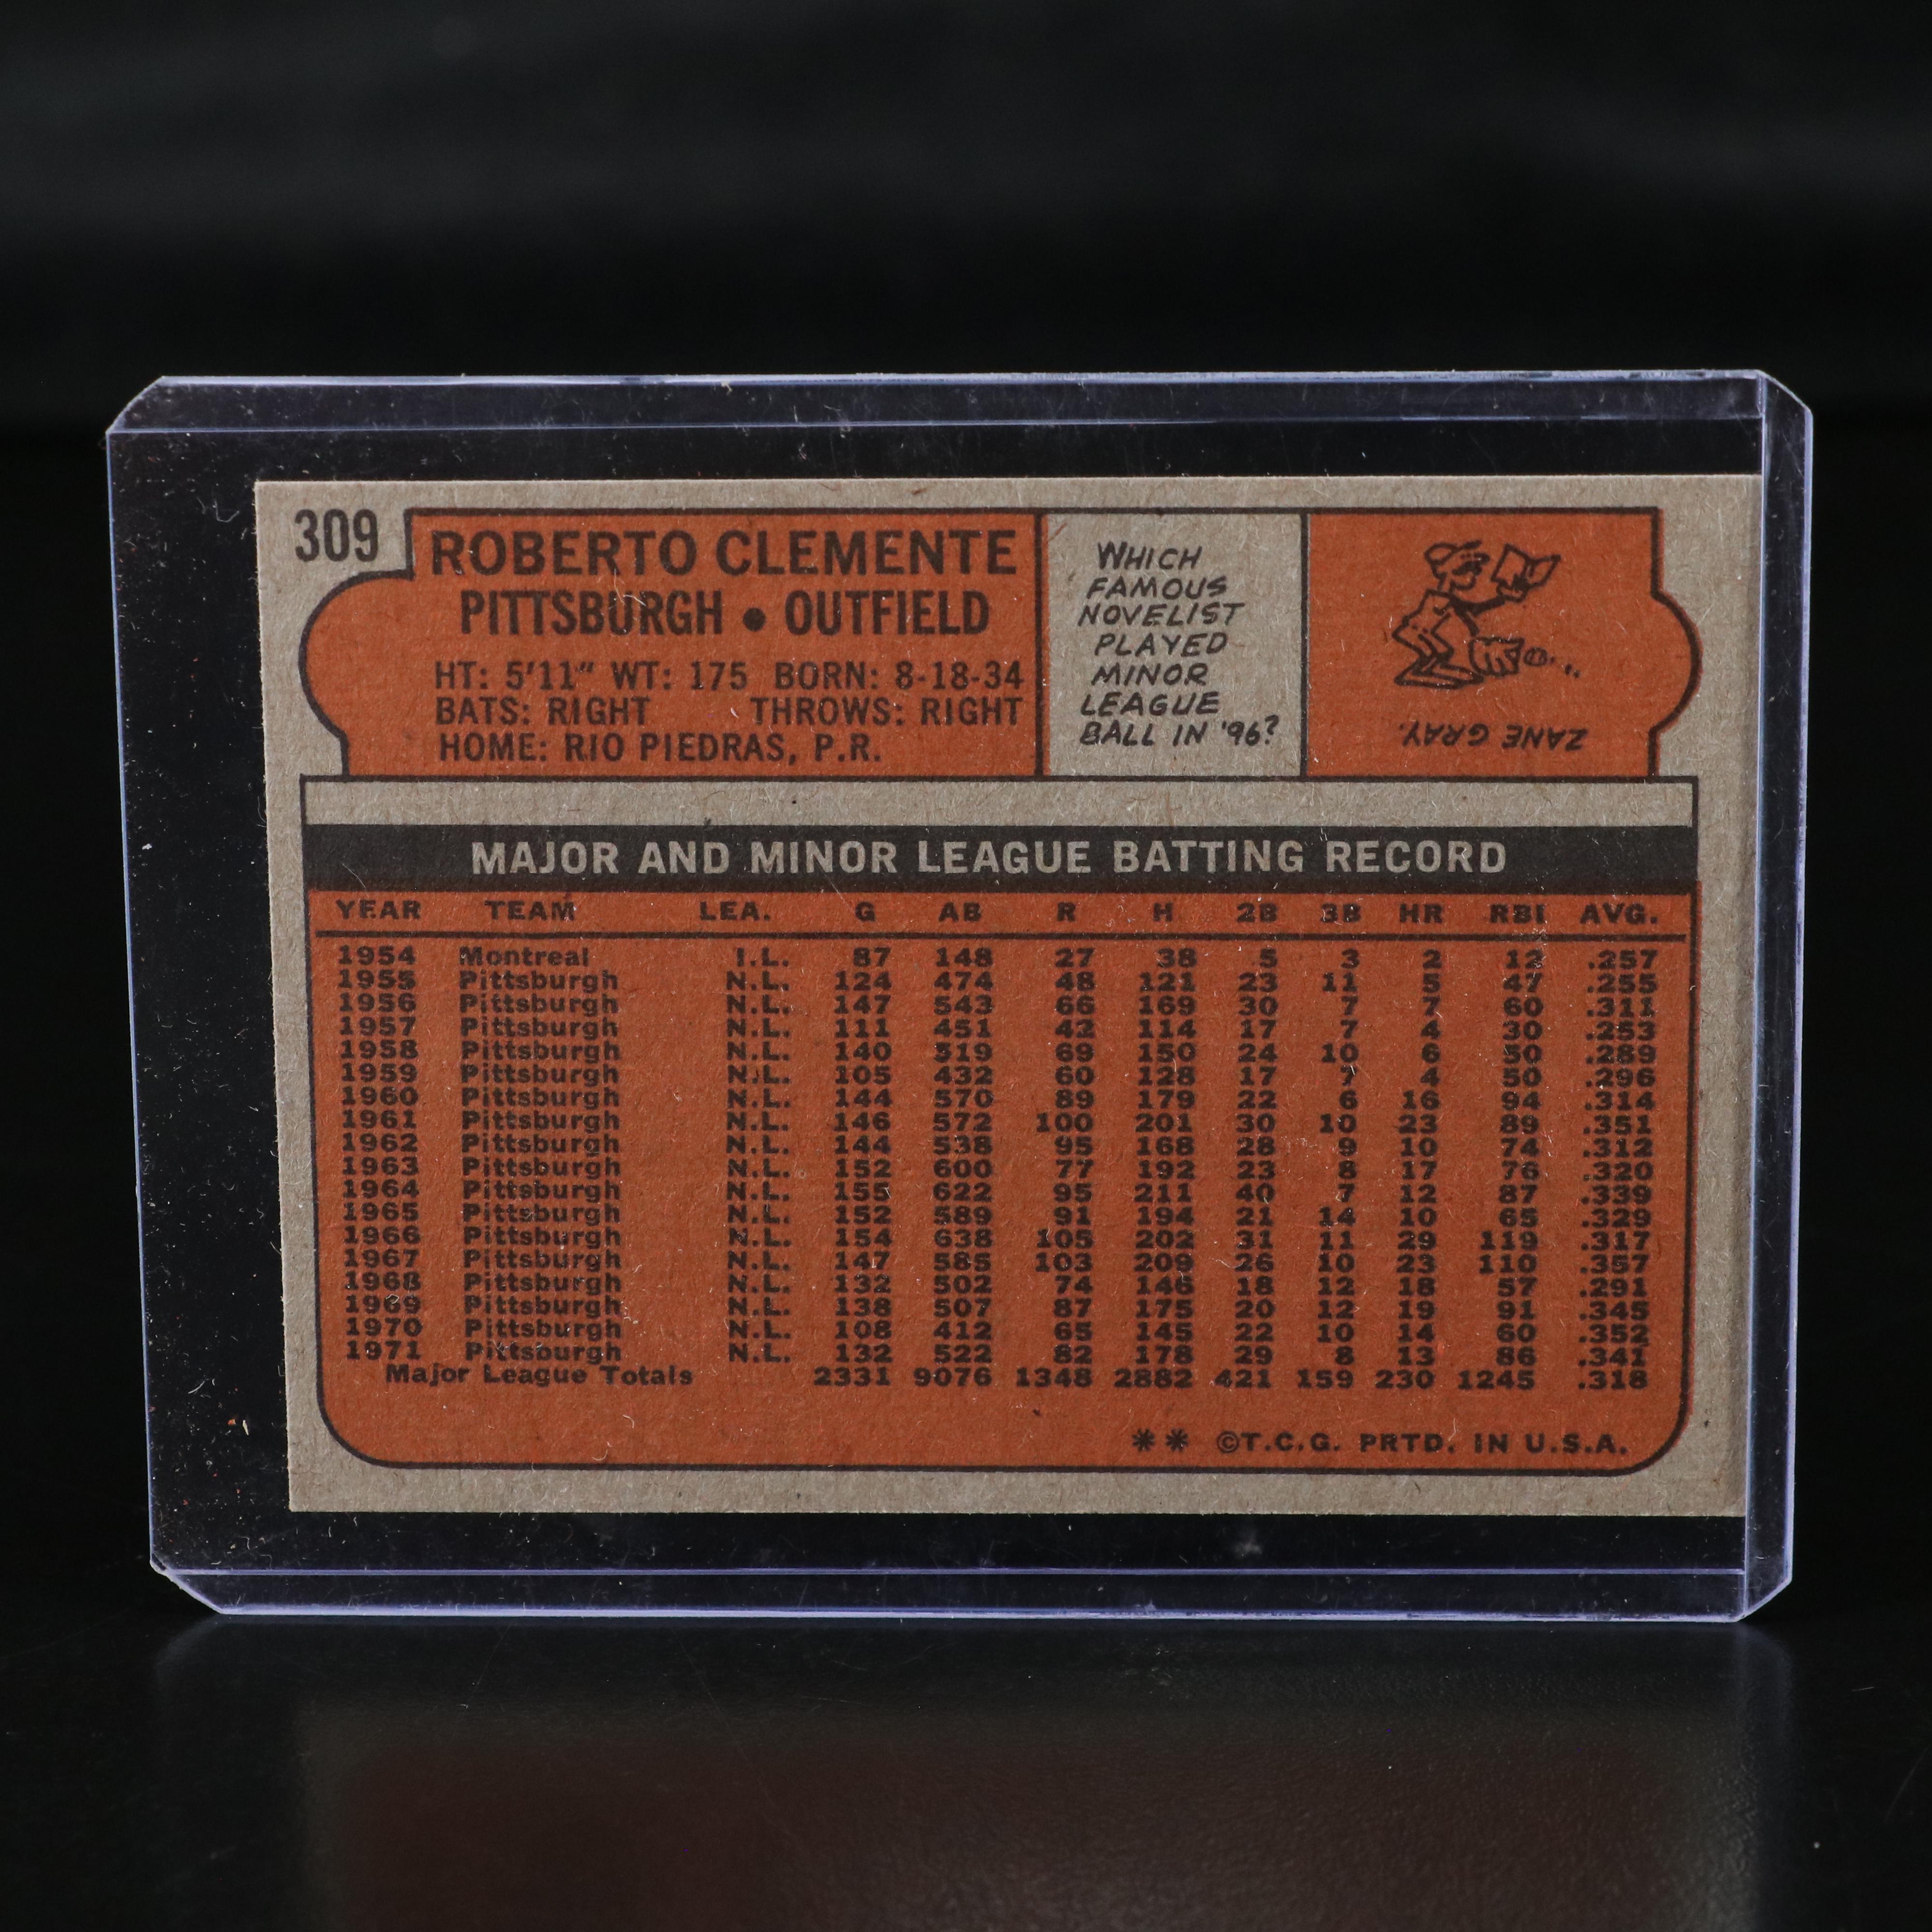 309
ROBERTO CLEMENTE
PITTSBURGH • OUTFIELD
HT: 5'11" WT: 175 BORN: 8-18-34
BATS: RIGHT THROWS: RIGHT
HOME: RIO PIEDRAS, P.R.
WHICH
FAMOUS
NOVELIST
PLAYED
MINOR
LEAGUE
BALL IN '96?
ZANE GRAY.
MAJOR AND MINOR LEAGUE BATTING RECORD
YEAR TEAM LEA. G AB R H 2B 3B HR RBI AVG.
1954 Montreal I.L. 87 148 27 38 5 3 2 12 .257
1955 Pittsburgh N.L. 124 474 48 121 23 11 5 47 .255
1956 Pittsburgh N.L. 147 543 66 169 30 7 7 60 .311
1957 Pittsburgh N.L. 111 451 42 114 17 7 4 30 .253
1958 Pittsburgh N.L. 140 519 69 150 24 10 6 50 .289
1959 Pittsburgh N.L. 105 432 60 128 17 7 4 50 .296
1960 Pittsburgh N.L. 144 570 89 179 22 6 16 94 .314
1961 Pittsburgh N.L. 146 572 100 201 30 10 23 89 .351
1962 Pittsburgh N.L. 144 538 95 168 28 9 10 74 .312
1963 Pittsburgh N.L. 152 600 77 192 23 8 17 76 .320
1964 Pittsburgh N.L. 155 622 95 211 40 7 12 87 .339
1965 Pittsburgh N.L. 152 589 91 194 21 14 10 65 .329
1966 Pittsburgh N.L. 154 638 105 202 31 11 29 119 .317
1967 Pittsburgh N.L. 147 585 103 209 26 10 23 110 .357
1968 Pittsburgh N.L. 132 502 74 146 18 12 18 57 .291
1969 Pittsburgh N.L. 138 507 87 175 20 12 19 91 .345
1970 Pittsburgh N.L. 108 412 65 145 22 10 14 60 .352
1971 Pittsburgh N.L. 132 522 82 178 29 8 13 86 .341
Major League Totals 2331 9076 1348 2882 421 159 230 1245 .318
** ©T.C.G. PRTD. IN U.S.A.